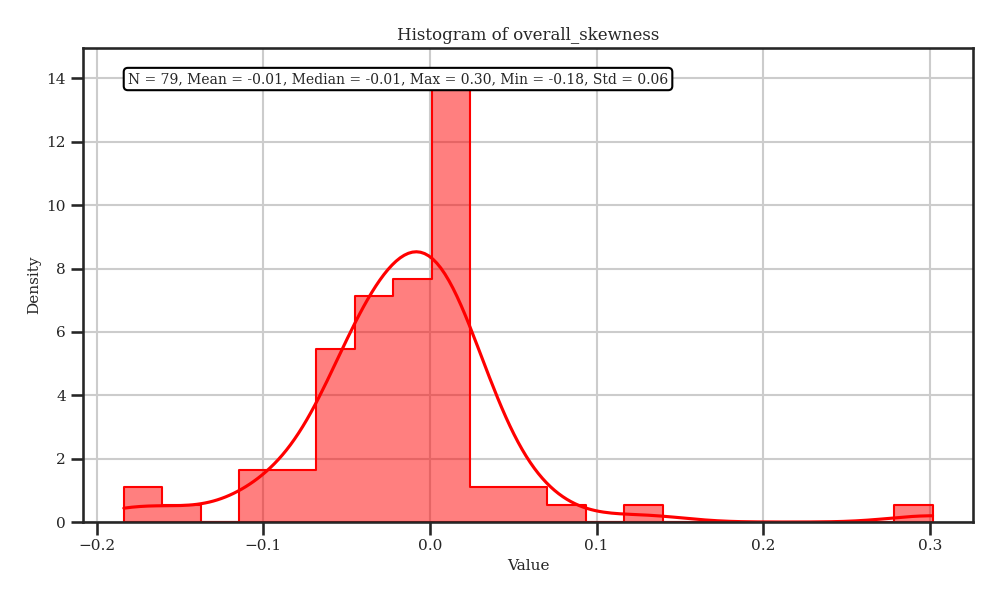 Histogram of overall_skewness
N = 79, Mean = -0.01, Median = -0.01, Max = 0.30, Min = -0.18, Std = 0.06
14
12
10
8
6
4
2
0
Density
−0.2 −0.1 0.0 0.1 0.2 0.3
Value